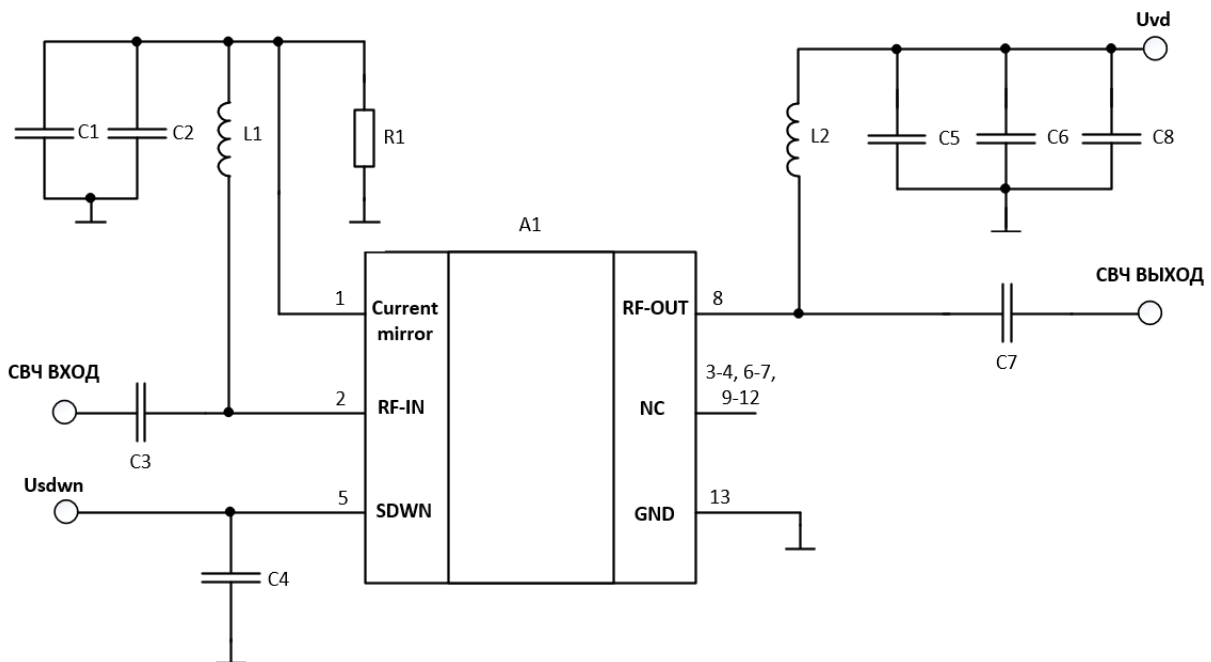 Uvd
C1
C2
L1
R1
L2
C5
C6
C8
A1
1
Current
mirror
RF-OUT
8
СВЧ ВЫХОД
C7
СВЧ ВХОД
2
RF-IN
NC
3-4, 6-7,
9-12
C3
Usdwn
5
SDWN
GND
13
C4